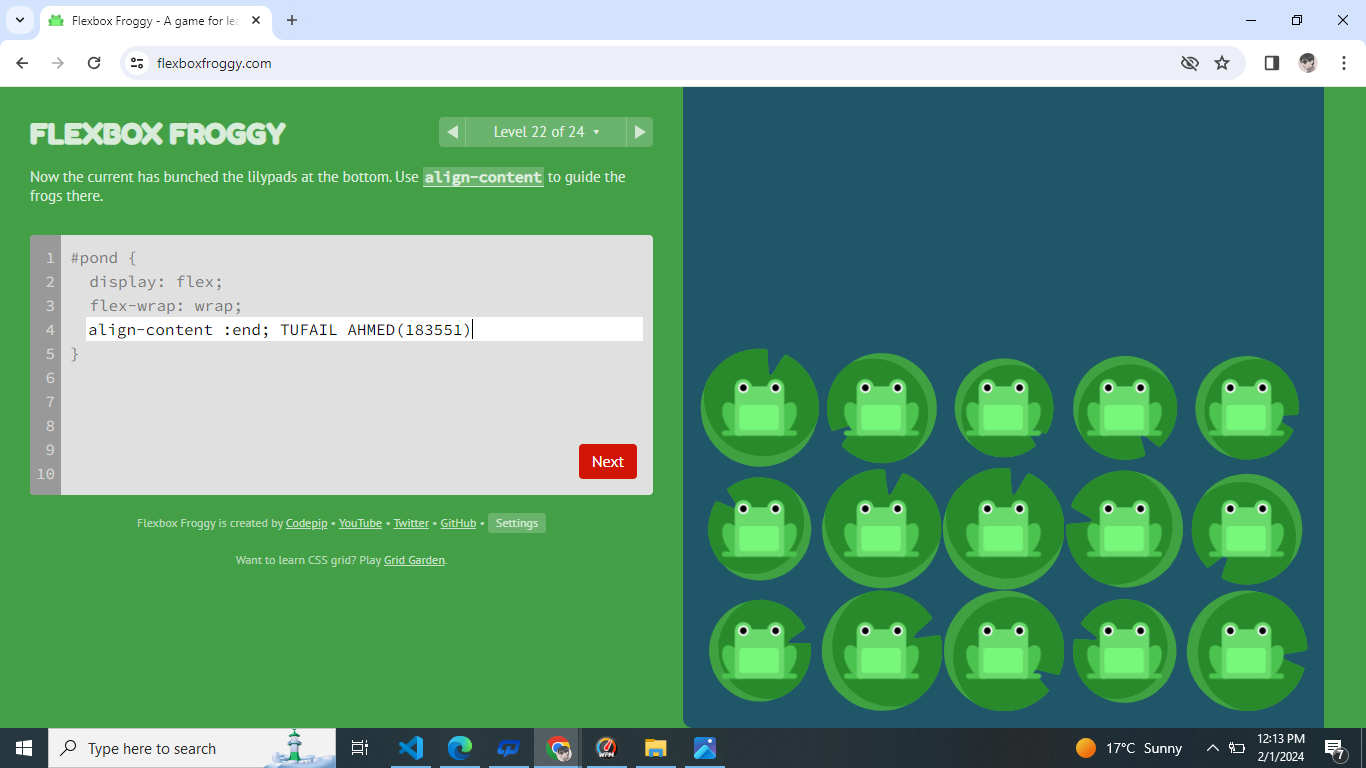 Flexbox Froggy - A game for lea
flexboxfroggy.com
FLEXBOX FROGGY
Level 22 of 24
Now the current has bunched the lilypads at the bottom. Use align-content to guide the
frogs there.
1 #pond {
2 display: flex;
3 flex-wrap: wrap;
4 align-content :end; TUFAIL AHMED(183551)
5 }
6
7
8
9
10
Next
Flexbox Froggy is created by Codepip • YouTube • Twitter • GitHub • Settings
Want to learn CSS grid? Play Grid Garden.
Type here to search
WPM
17°C Sunny
12:13 PM
2/1/2024
7